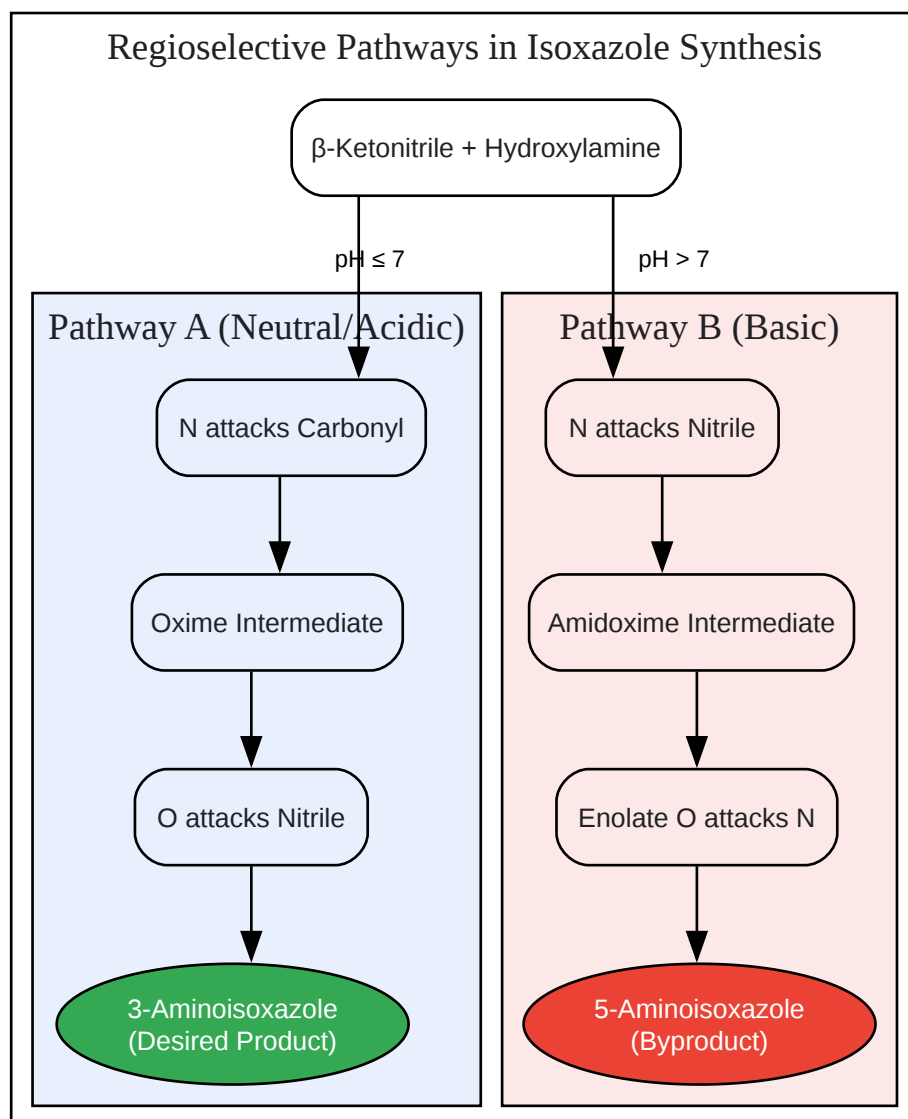 Regioselective Pathways in Isoxazole Synthesis
β-Ketonitrile + Hydroxylamine
pH ≤ 7
pH > 7
Pathway A (Neutral/Acidic)
N attacks Carbonyl
Oxime Intermediate
O attacks Nitrile
3-Aminoisoxazole
(Desired Product)
Pathway B (Basic)
N attacks Nitrile
Amidoxime Intermediate
Enolate O attacks N
5-Aminoisoxazole
(Byproduct)